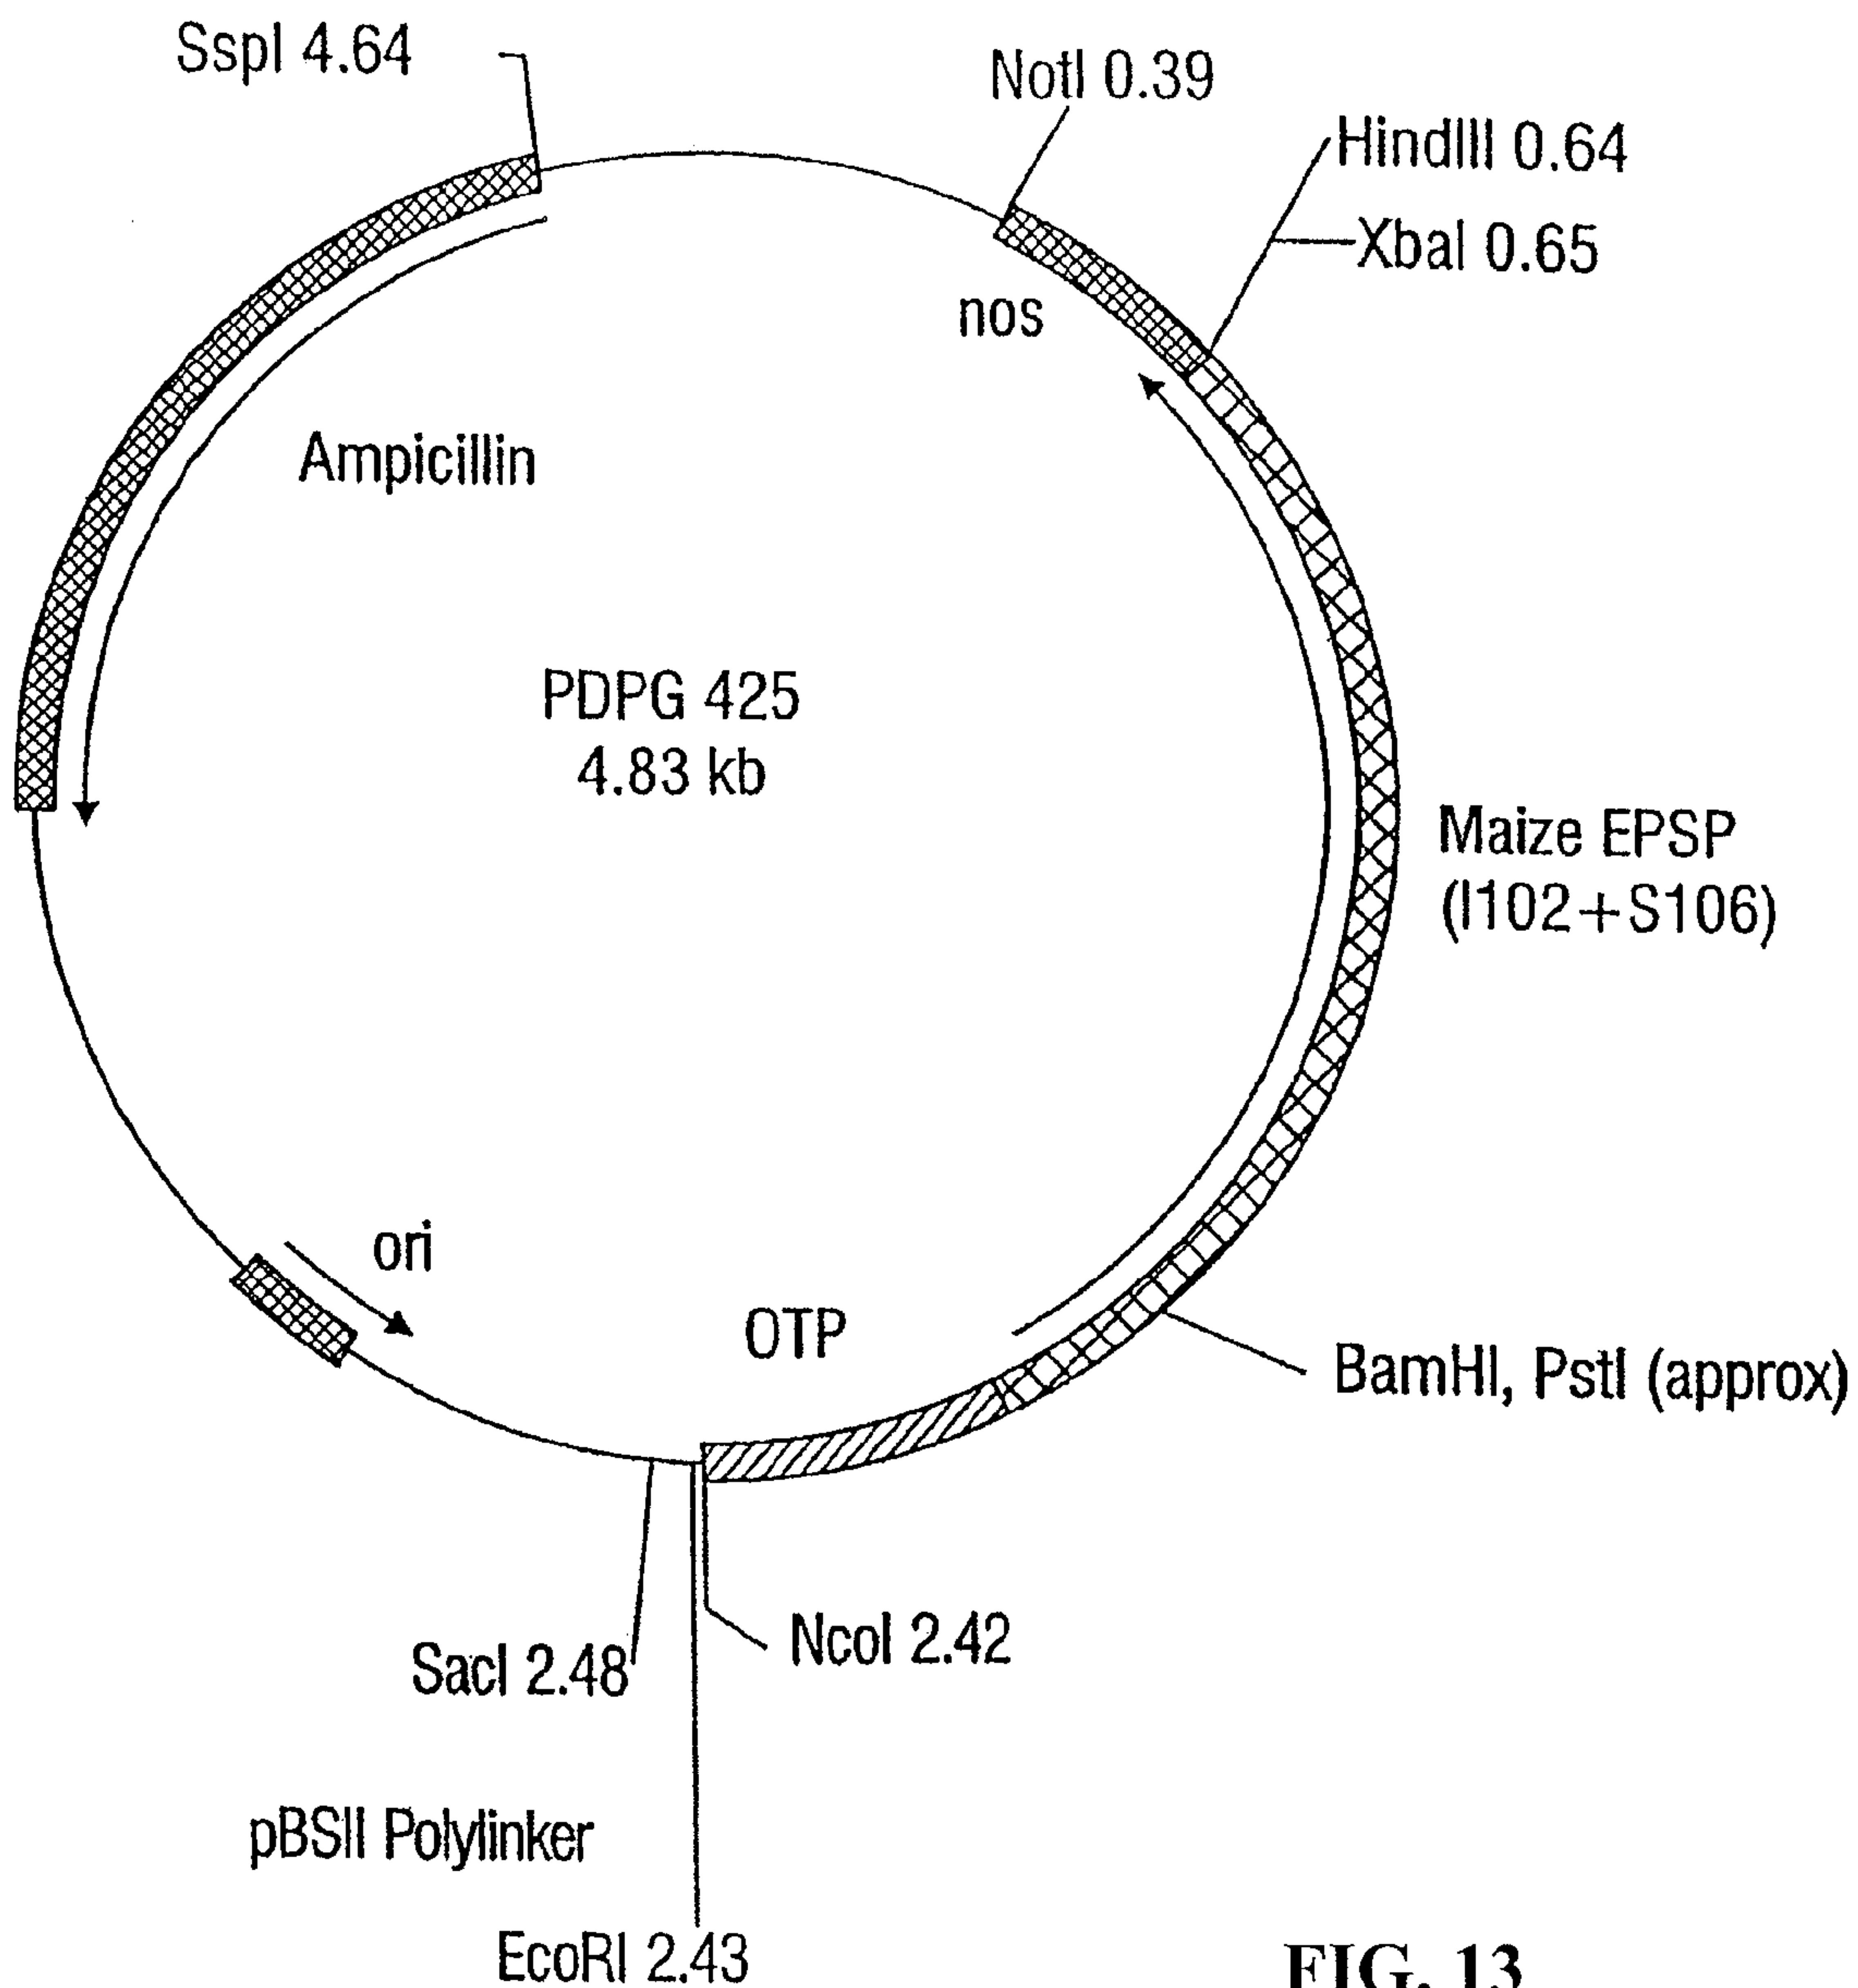 SspI 4.64
NotI 0.39
HindIII 0.64
XbaI 0.65
nos
Ampicillin
PDPG 425
4.83 kb
Maize EPSP
(I102+S106)
ori
OTP
BamHI, PstI (approx)
SacI 2.48
NcoI 2.42
pBSII Polylinker
EcoRI 2.43
FIG. 13